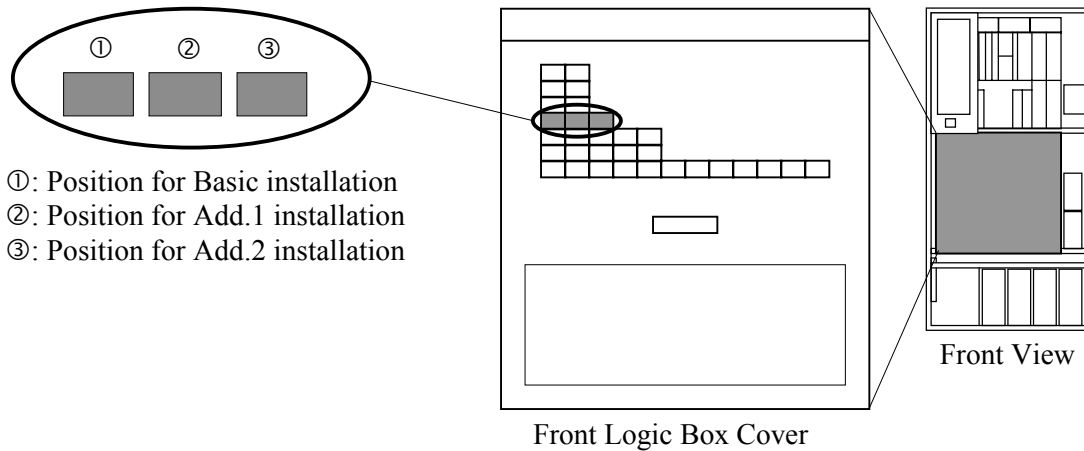 ① ② ③
①: Position for Basic installation
②: Position for Add.1 installation
③: Position for Add.2 installation
Front View
Front Logic Box Cover